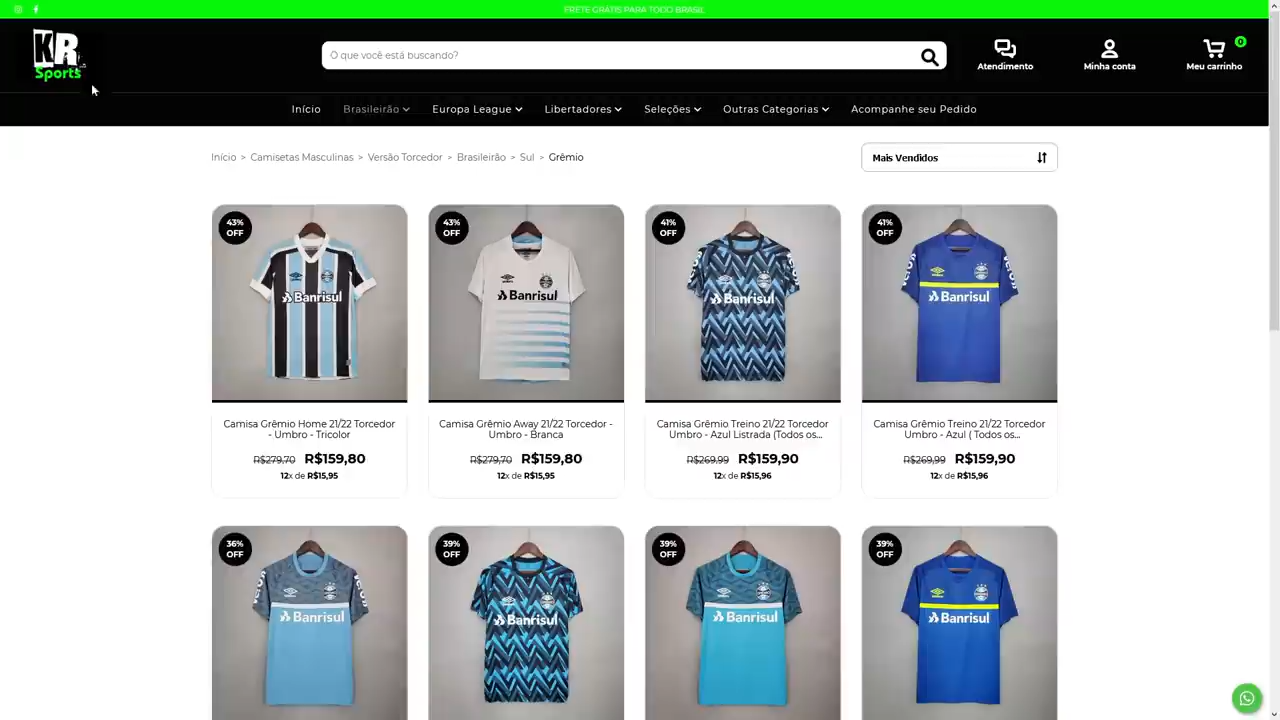 FRETE GRÁTIS PARA TODO BRASIL
KR
Sports
O que você está buscando?
Atendimento
Minha conta
0
Meu carrinho
Início
Brasileirão
Europa League
Libertadores
Seleções
Outras Categorias
Acompanhe seu Pedido
Início > Camisetas Masculinas > Versão Torcedor > Brasileirão > Sul > Grêmio
Mais Vendidos
43%
OFF
Banrisul
Camisa Grêmio Home 21/22 Torcedor
- Umbro - Tricolor
R$279,70 R$159,80
12x de R$15,95
43%
OFF
Banrisul
Camisa Grêmio Away 21/22 Torcedor -
Umbro - Branca
R$279,70 R$159,80
12x de R$15,95
41%
OFF
Banrisul
Camisa Grêmio Treino 21/22 Torcedor
Umbro - Azul Listrada (Todos os...
R$269,99 R$159,90
12x de R$15,96
41%
OFF
Banrisul
Camisa Grêmio Treino 21/22 Torcedor
Umbro - Azul ( Todos os...
R$269,99 R$159,90
12x de R$15,96
36%
OFF
Banrisul
39%
OFF
Banrisul
39%
OFF
Banrisul
39%
OFF
Banrisul